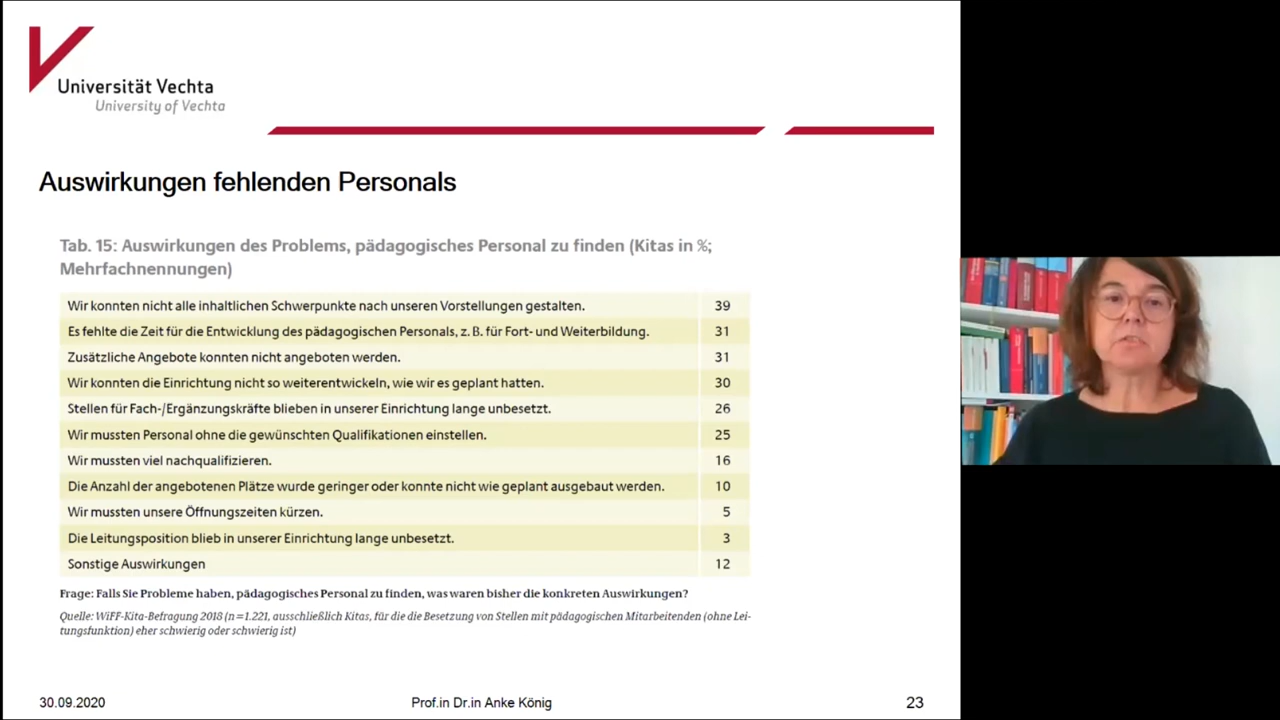 Universität Vechta
University of Vechta
Auswirkungen fehlenden Personals
Tab. 15: Auswirkungen des Problems, pädagogisches Personal zu finden (Kitas in %;
Mehrfachnennungen)
Wir konnten nicht alle inhaltlichen Schwerpunkte nach unseren Vorstellungen gestalten. 39
Es fehlte die Zeit für die Entwicklung des pädagogischen Personals, z. B. für Fort- und Weiterbildung. 31
Zusätzliche Angebote konnten nicht angeboten werden. 31
Wir konnten die Einrichtung nicht so weiterentwickeln, wie wir es geplant hatten. 30
Stellen für Fach-/Ergänzungskräfte blieben in unserer Einrichtung lange unbesetzt. 26
Wir mussten Personal ohne die gewünschten Qualifikationen einstellen. 25
Wir mussten viel nachqualifizieren. 16
Die Anzahl der angebotenen Plätze wurde geringer oder konnte nicht wie geplant ausgebaut werden. 10
Wir mussten unsere Öffnungszeiten kürzen. 5
Die Leitungsposition blieb in unserer Einrichtung lange unbesetzt. 3
Sonstige Auswirkungen 12
Frage: Falls Sie Probleme haben, pädagogisches Personal zu finden, was waren bisher die konkreten Auswirkungen?
Quelle: WiFF-Kita-Befragung 2018 (n = 1.221, ausschließlich Kitas, für die die Besetzung von Stellen mit pädagogischen Mitarbeitenden (ohne Lei-
tungsfunktion) eher schwierig oder schwierig ist)
30.09.2020 Prof.in Dr.in Anke König 23